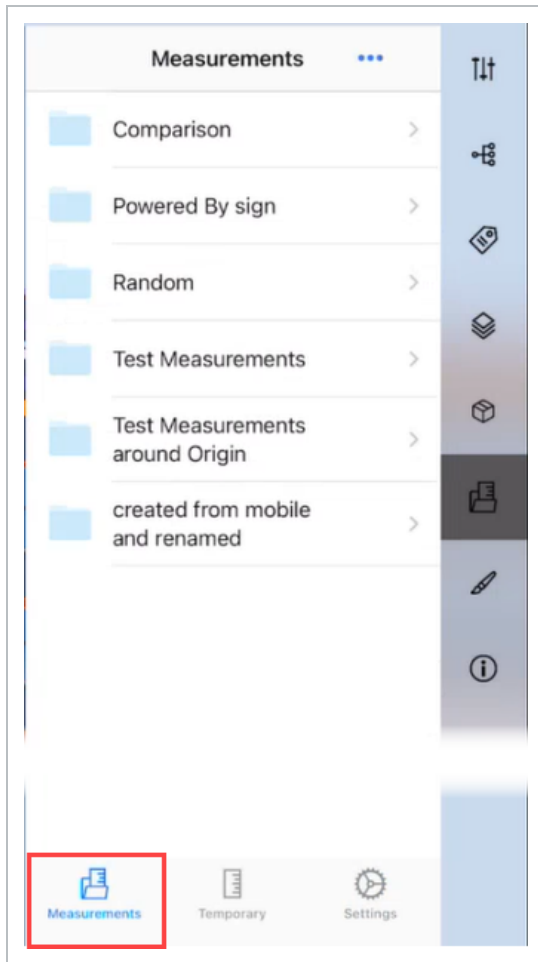 Measurements
Comparison
Powered By sign
Random
Test Measurements
Test Measurements
around Origin
created from mobile
and renamed
Measurements
Temporary
Settings